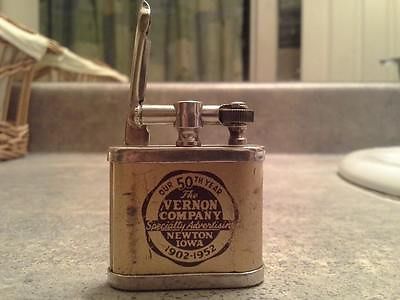 OUR 50TH YEAR
The
VERNON
COMPANY
Specialty Advertising
NEWTON
IOWA
1902-1952